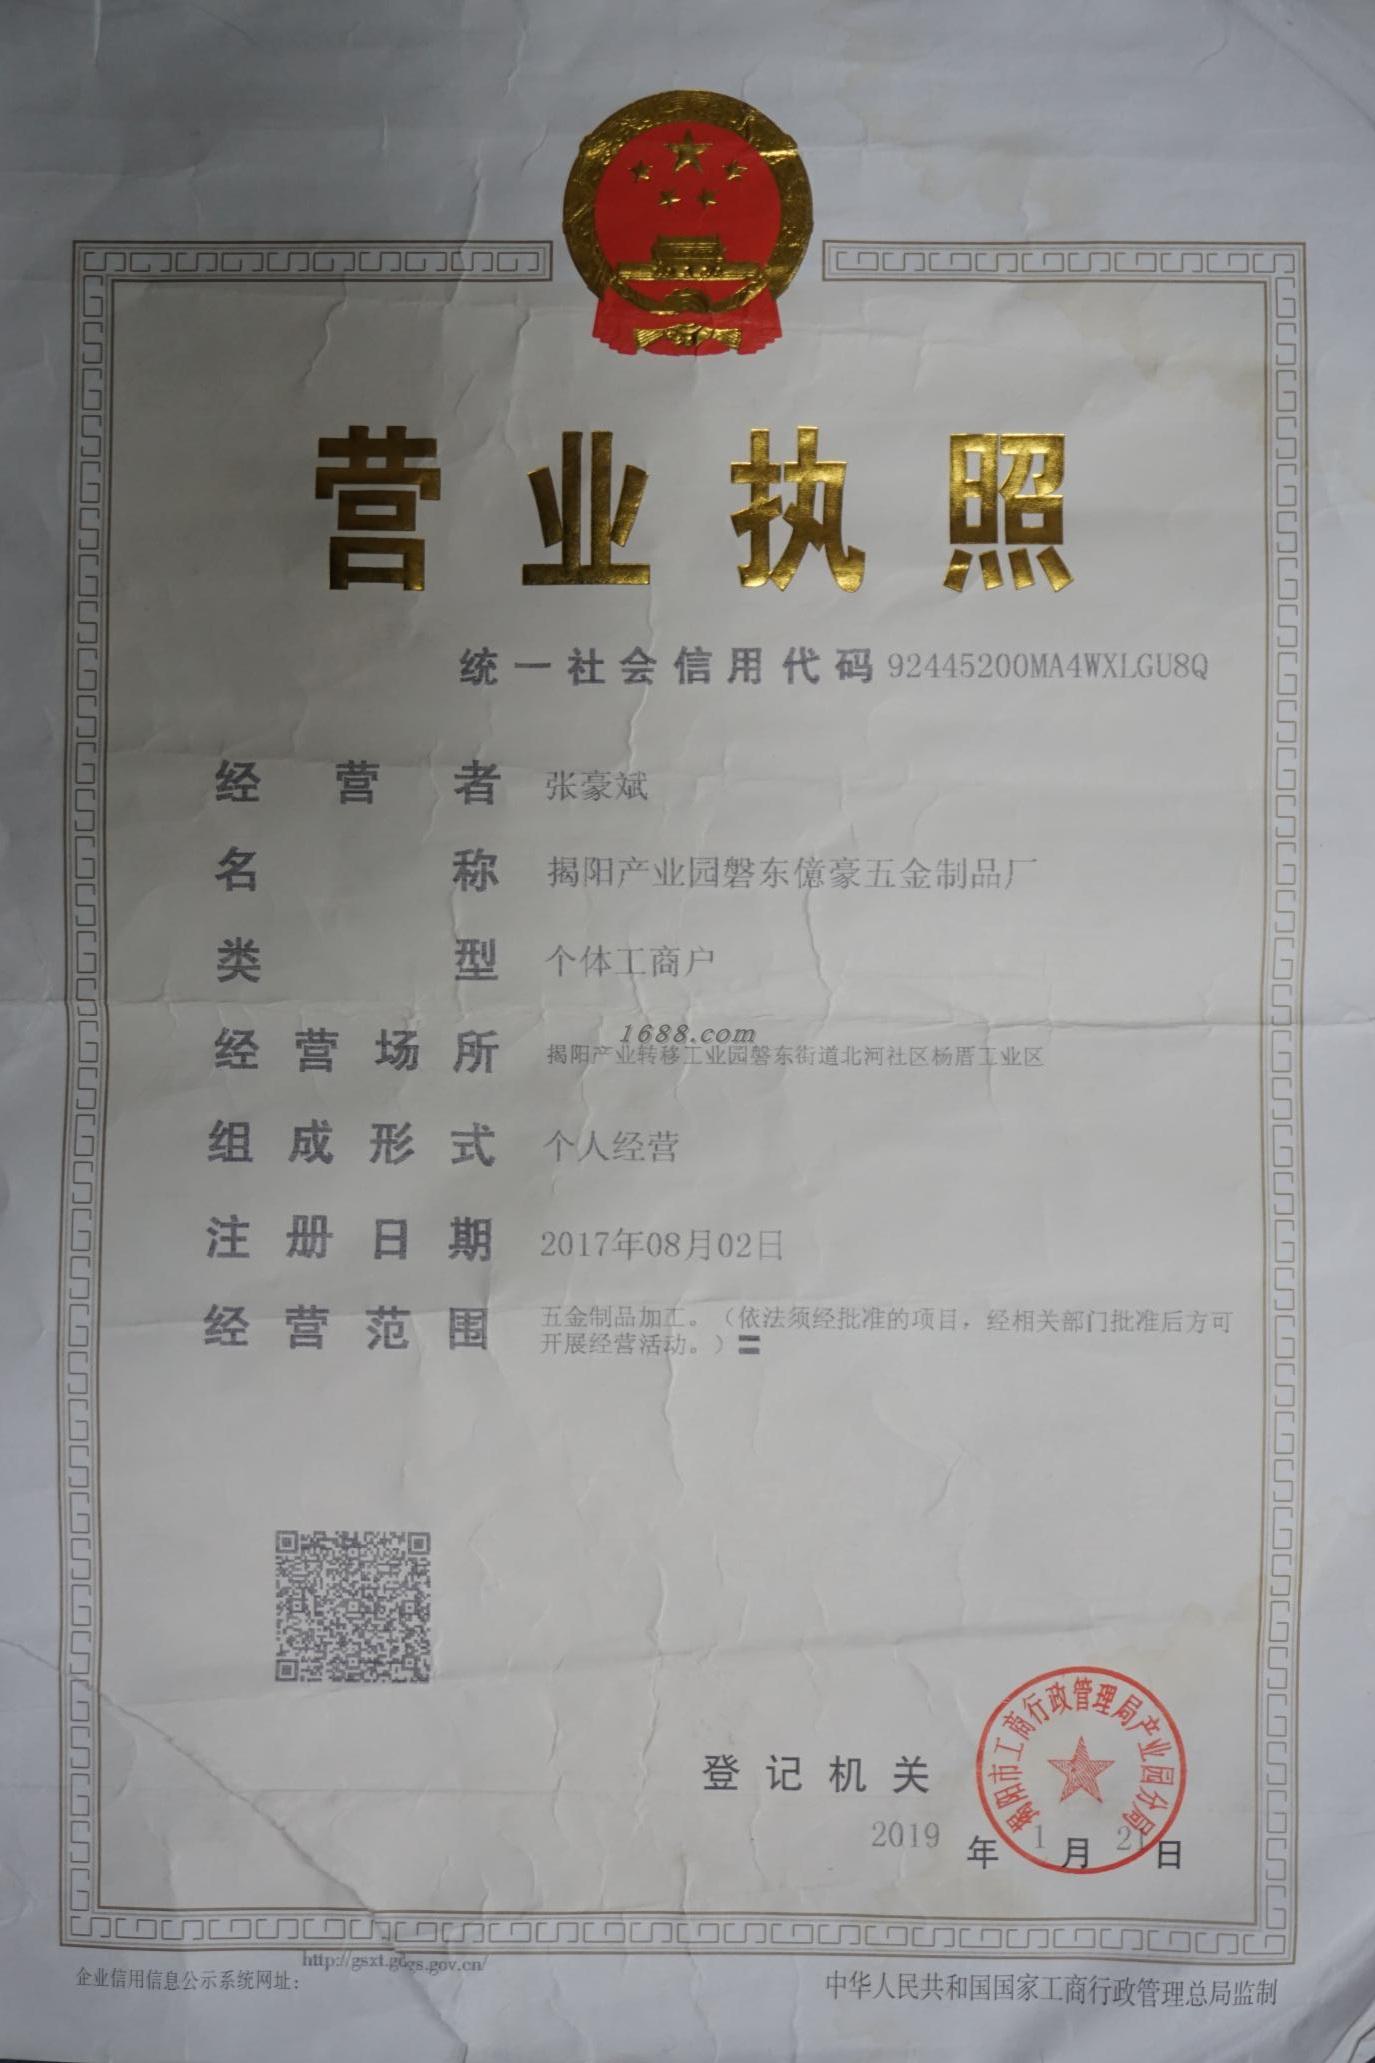 营业执照
统一社会信用代码 92445200MA4WXLGU8Q
经营者 张豪斌
名称 揭阳产业园磐东億豪五金制品厂
类型 个体工商户
1688.com
经营场所 揭阳产业转移工业园磐东街道北河社区杨厝工业区
组成形式 个人经营
注册日期 2017年08月02日
经营范围 五金制品加工。（依法须经批准的项目，经相关部门批准后方可
开展经营活动。）
揭阳市工商行政管理局产业园分局
登记机关
2019 年 1 月 21 日
http://gsxt.gdgs.gov.cn/
企业信用信息公示系统网址：
中华人民共和国国家工商行政管理总局监制